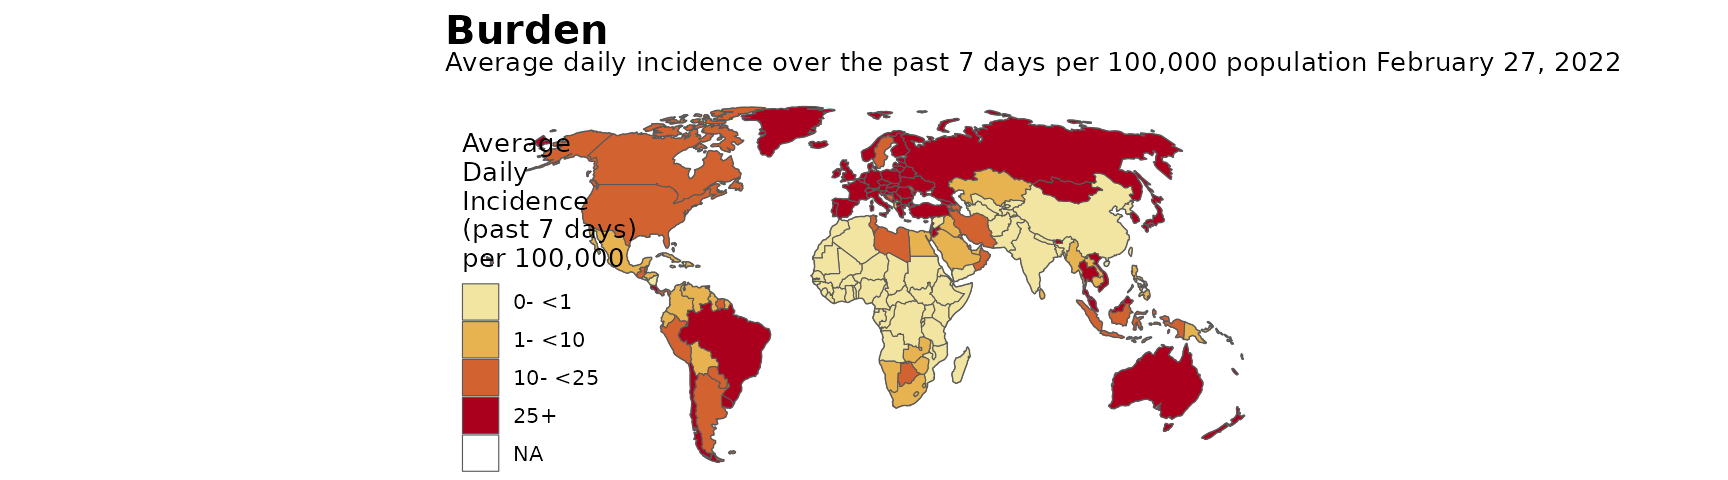 Burden
Average daily incidence over the past 7 days per 100,000 population February 27, 2022
Average
Daily
Incidence
(past 7 days)
per 100,000
0- <1
1- <10
10- <25
25+
NA